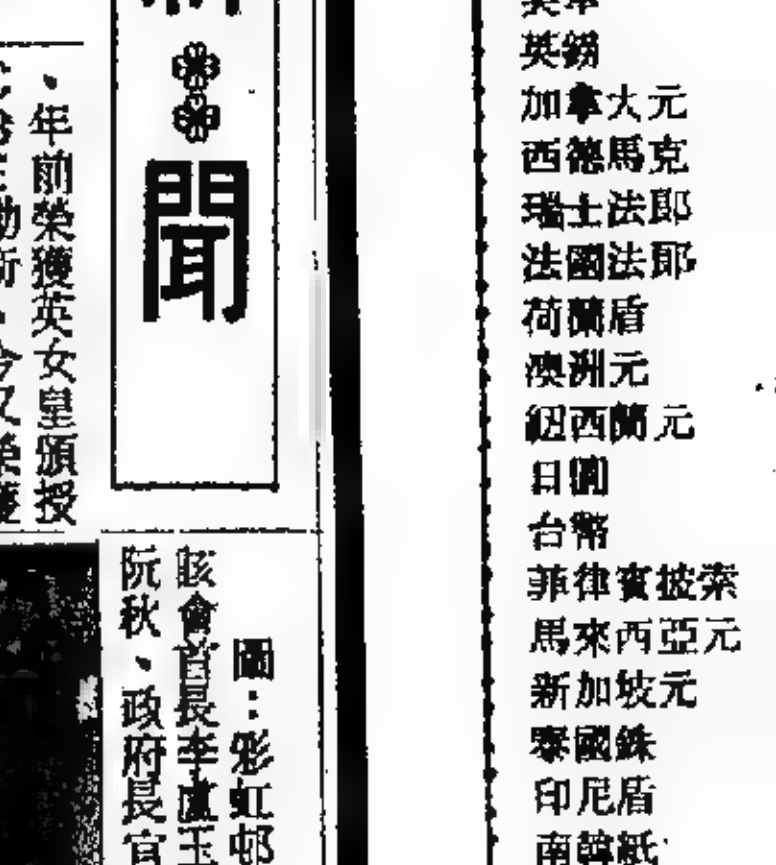 聞
、年前榮獲英女皇頒授
圖：彩虹邨
該會首長李盧玉
阮秋、政府長官
英鎊
加拿大元
西德馬克
瑞士法郎
法國法郎
荷蘭盾
澳洲元
紐西蘭元
日圓
台幣
菲律賓披索
馬來西亞元
新加坡元
泰國銖
印尼盾
南韓紙